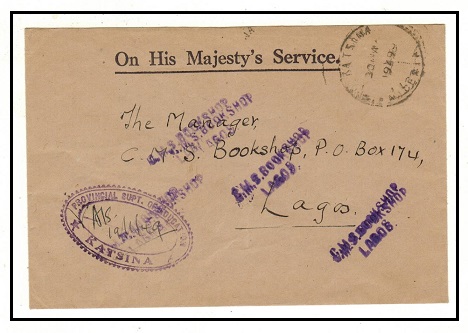 On His Majesty's Service.
KATSINA
The Manager,
C.M.S. Bookshop, P.O. Box 174,
Lagos.
C.M.S. BOOKSHOP
LAGOS
C.M.S. BOOKSHOP
LAGOS
C.M.S. BOOKSHOP
LAGOS
PROVINCIAL SUPT.
KATSINA